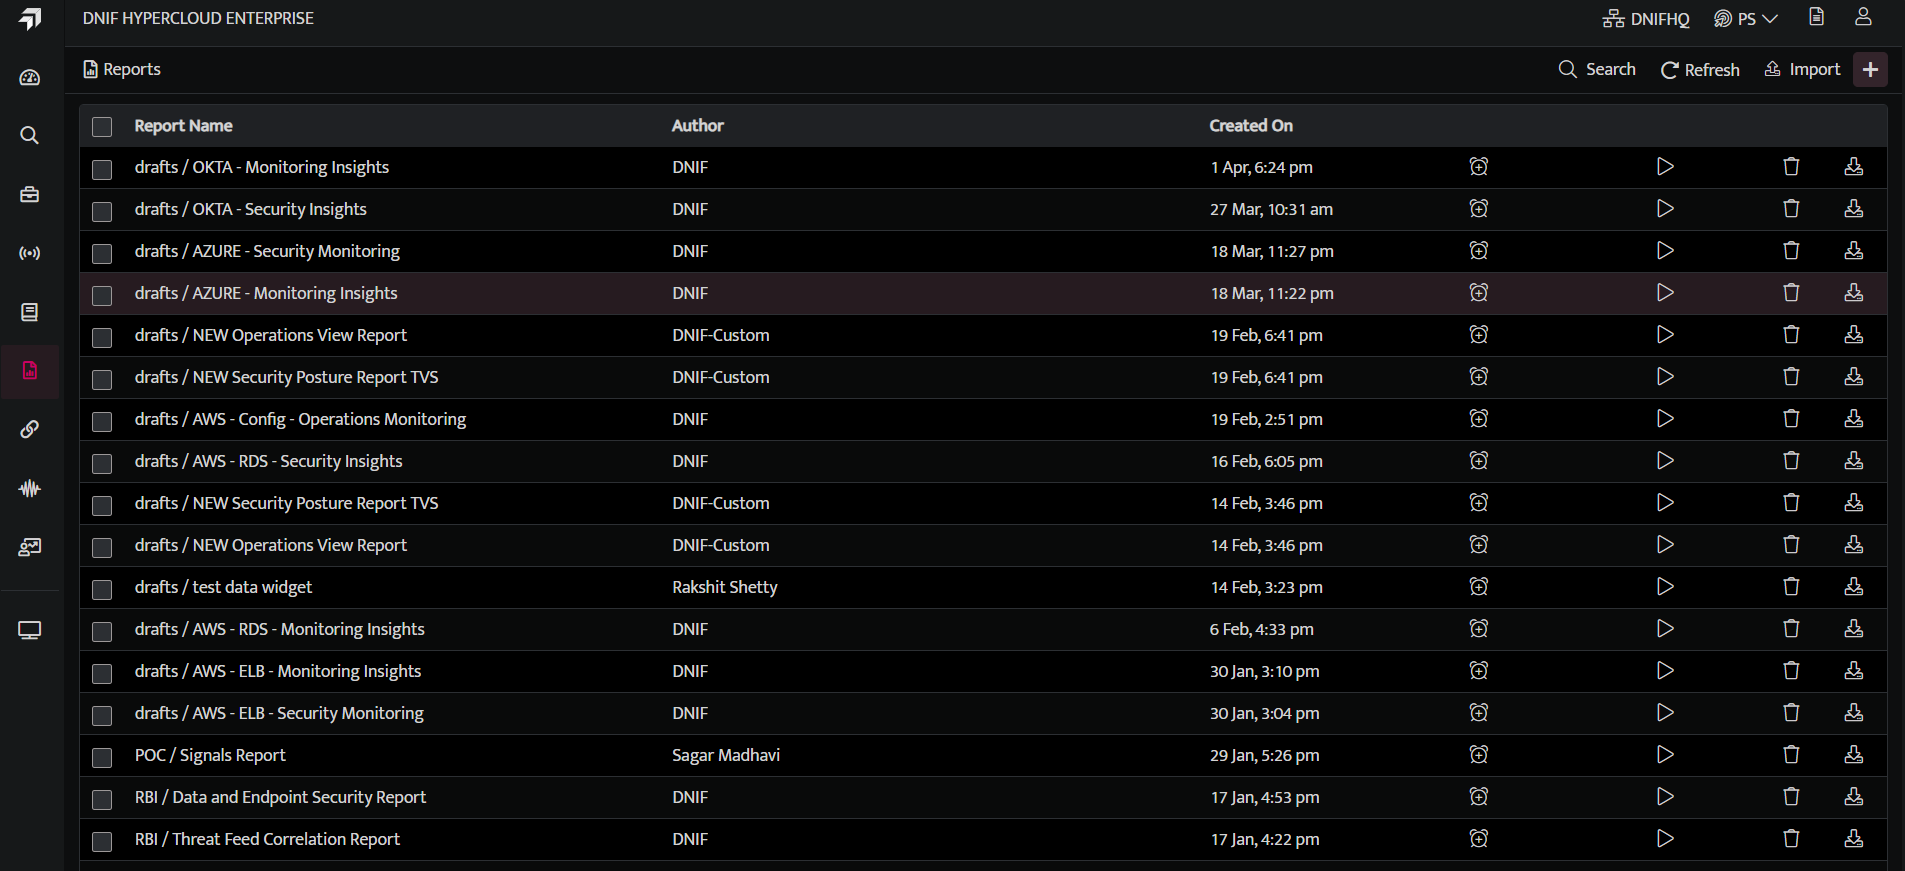 DNIF HYPERCLOUD ENTERPRISE DNIFHQ PS
Reports Search Refresh Import
Report Name Author Created On
drafts / OKTA - Monitoring Insights DNIF 1 Apr, 6:24 pm
drafts / OKTA - Security Insights DNIF 27 Mar, 10:31 am
drafts / AZURE - Security Monitoring DNIF 18 Mar, 11:27 pm
drafts / AZURE - Monitoring Insights DNIF 18 Mar, 11:22 pm
drafts / NEW Operations View Report DNIF-Custom 19 Feb, 6:41 pm
drafts / NEW Security Posture Report TVS DNIF-Custom 19 Feb, 6:41 pm
drafts / AWS - Config - Operations Monitoring DNIF 19 Feb, 2:51 pm
drafts / AWS - RDS - Security Insights DNIF 16 Feb, 6:05 pm
drafts / NEW Security Posture Report TVS DNIF-Custom 14 Feb, 3:46 pm
drafts / NEW Operations View Report DNIF-Custom 14 Feb, 3:46 pm
drafts / test data widget Rakshit Shetty 14 Feb, 3:23 pm
drafts / AWS - RDS - Monitoring Insights DNIF 6 Feb, 4:33 pm
drafts / AWS - ELB - Monitoring Insights DNIF 30 Jan, 3:10 pm
drafts / AWS - ELB - Security Monitoring DNIF 30 Jan, 3:04 pm
POC / Signals Report Sagar Madhavi 29 Jan, 5:26 pm
RBI / Data and Endpoint Security Report DNIF 17 Jan, 4:53 pm
RBI / Threat Feed Correlation Report DNIF 17 Jan, 4:22 pm